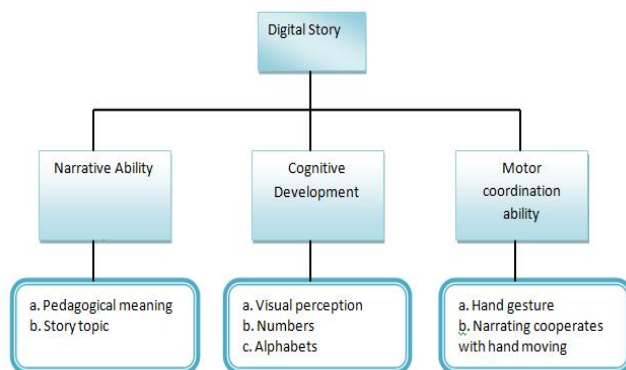 Digital Story
Narrative Ability
Cognitive
Development
Motor
coordination
ability
a. Pedagogical meaning
b. Story topic
a. Visual perception
b. Numbers
c. Alphabets
a. Hand gesture
b. Narrating cooperates
with hand moving